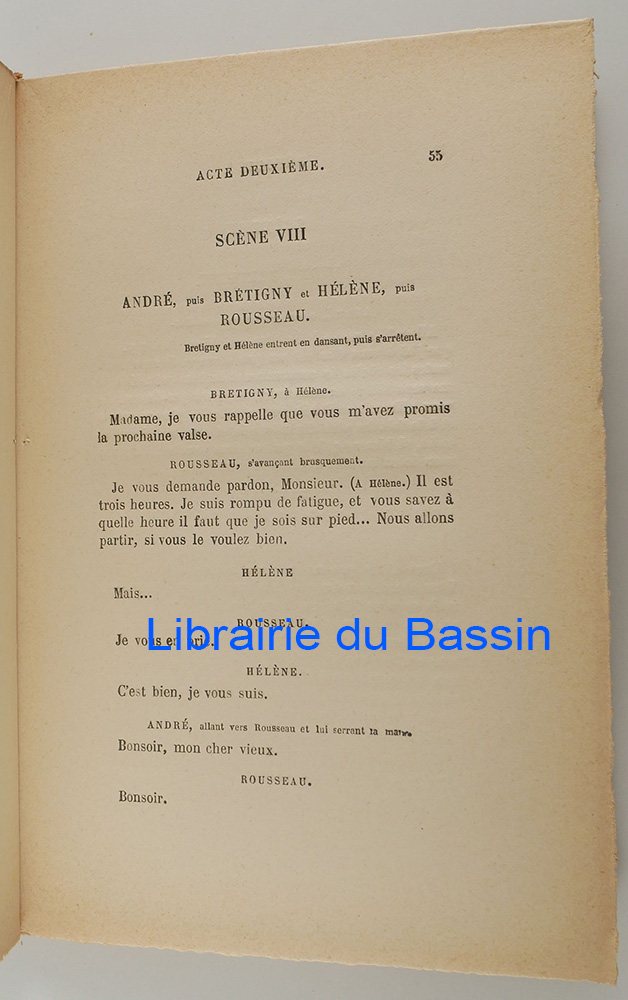 ACTE DEUXIÈME. 55
SCÈNE VIII
ANDRÉ, puis BRÉTIGNY et HÉLÈNE, puis
ROUSSEAU.
Bretigny et Hélène entrent en dansant, puis s'arrêtent.
BRETIGNY, à Hélène.
Madame, je vous rappelle que vous m'avez promis
la prochaine valse.
ROUSSEAU, s'avançant brusquement.
Je vous demande pardon, Monsieur. (A Hélène.) Il est
trois heures. Je suis rompu de fatigue, et vous savez à
quelle heure il faut que je sois sur pied... Nous allons
partir, si vous le voulez bien.
HÉLÈNE
Mais...
ROUSSEAU.
Je vous en prie.
Librairie du Bassin
HÉLÈNE.
C'est bien, je vous suis.
ANDRÉ, allant vers Rousseau et lui serrant la main.
Bonsoir, mon cher vieux.
ROUSSEAU.
Bonsoir.